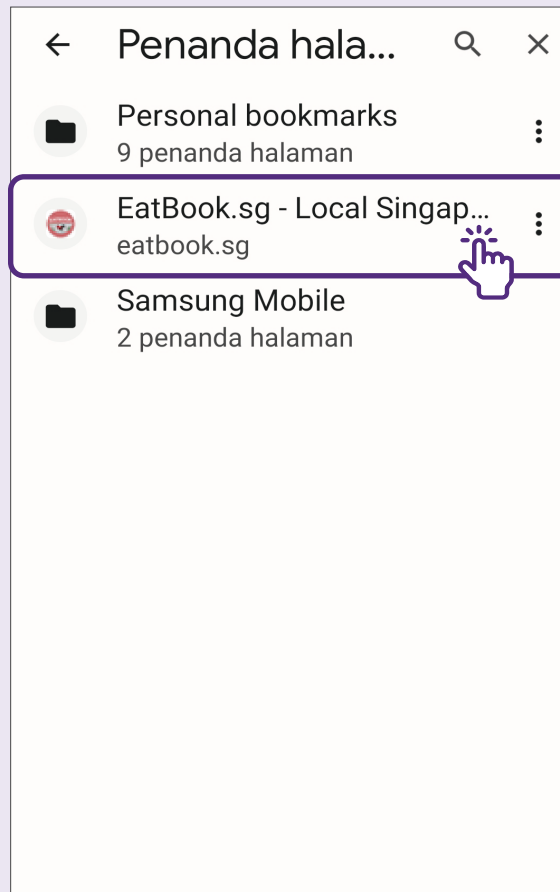 Penanda hala...
Personal bookmarks
9 penanda halaman
EatBook.sg - Local Singap...
eatbook.sg
Samsung Mobile
2 penanda halaman